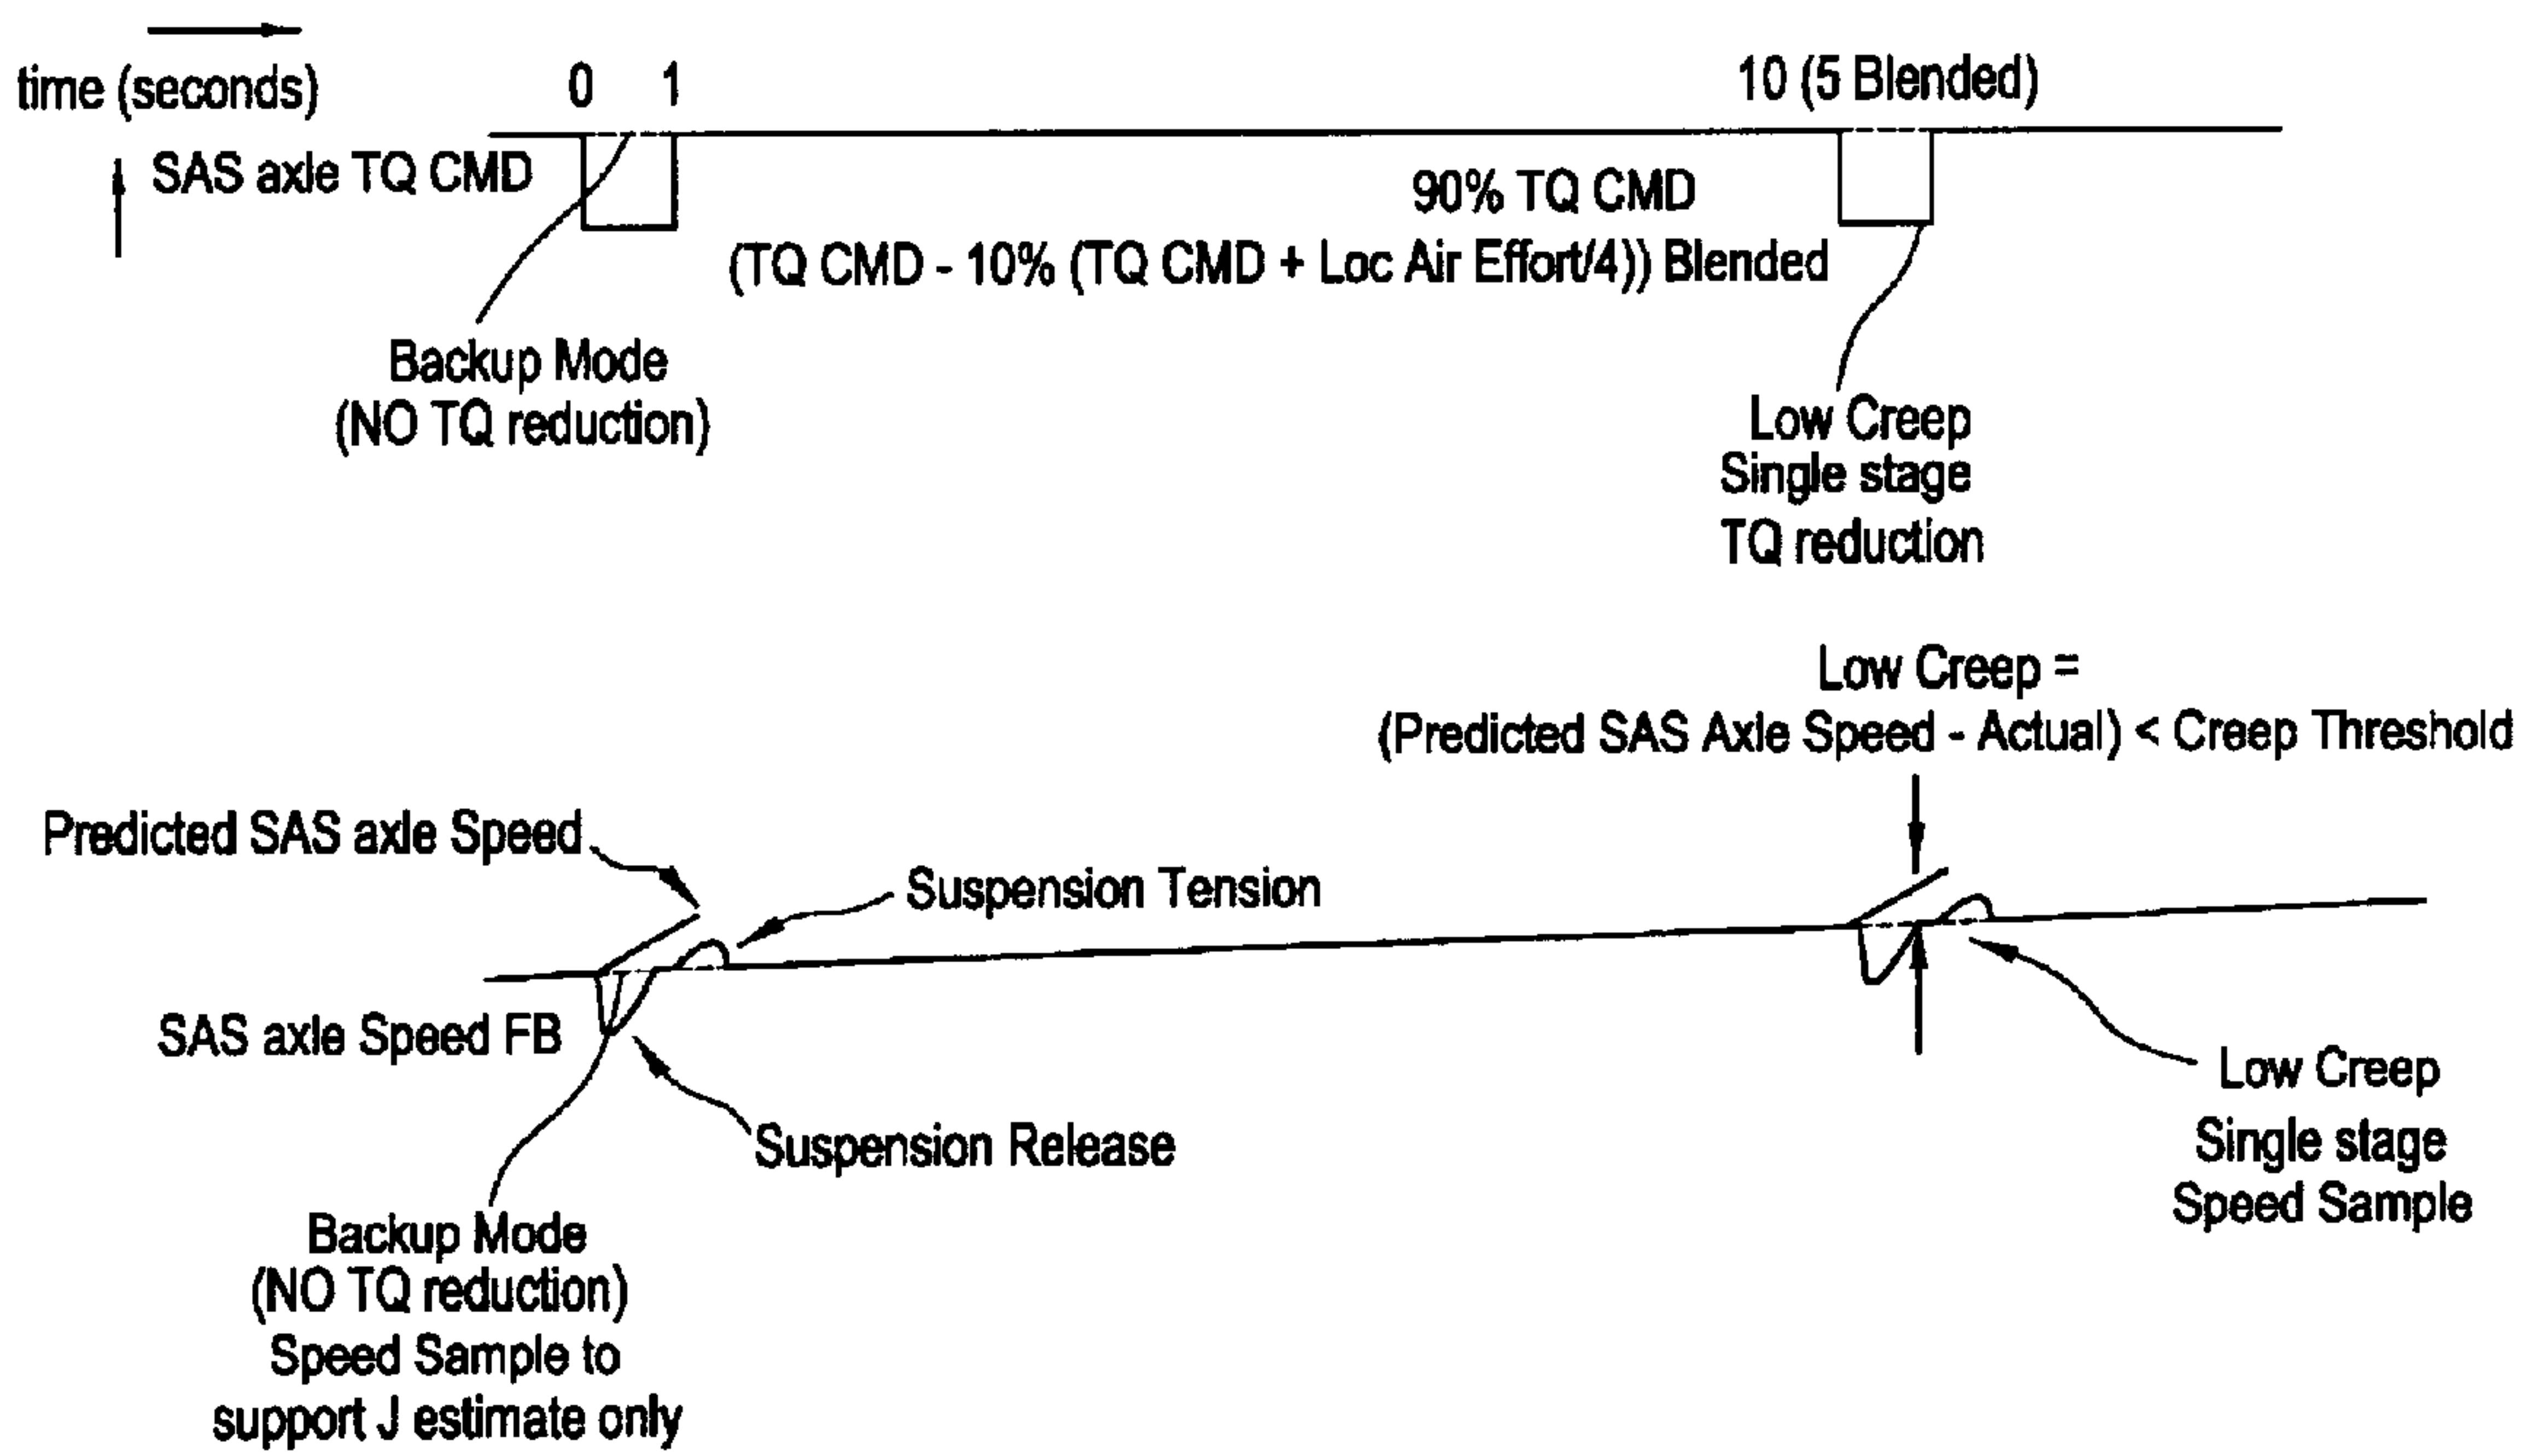 time (seconds)
0
1
10 (5 Blended)
SAS axle TQ CMD
90% TQ CMD
(TQ CMD - 10% (TQ CMD + Loc Air Effort/4)) Blended
Backup Mode
(NO TQ reduction)
Low Creep
Single stage
TQ reduction
Low Creep =
(Predicted SAS Axle Speed - Actual) < Creep Threshold
Predicted SAS axle Speed
Suspension Tension
SAS axle Speed FB
Suspension Release
Low Creep
Single stage
Speed Sample
Backup Mode
(NO TQ reduction)
Speed Sample to
support J estimate only